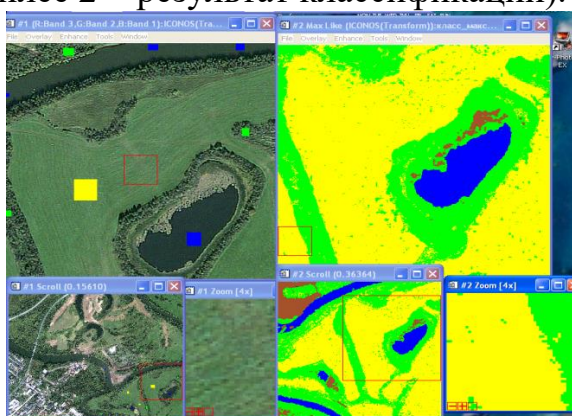 2 – результат классификации).
#1 (R:Band 3,G:Band 2,B:Band 1):ICONOS(Tra...
File Overlay Enhance Tools Window
#2 Max Like (ICONOS(Transform)):класс_макс...
File Overlay Enhance Tools Window
#1 Scroll (0.15610)
#1 Zoom [4x]
#2 Scroll (0.36364)
#2 Zoom [4x]